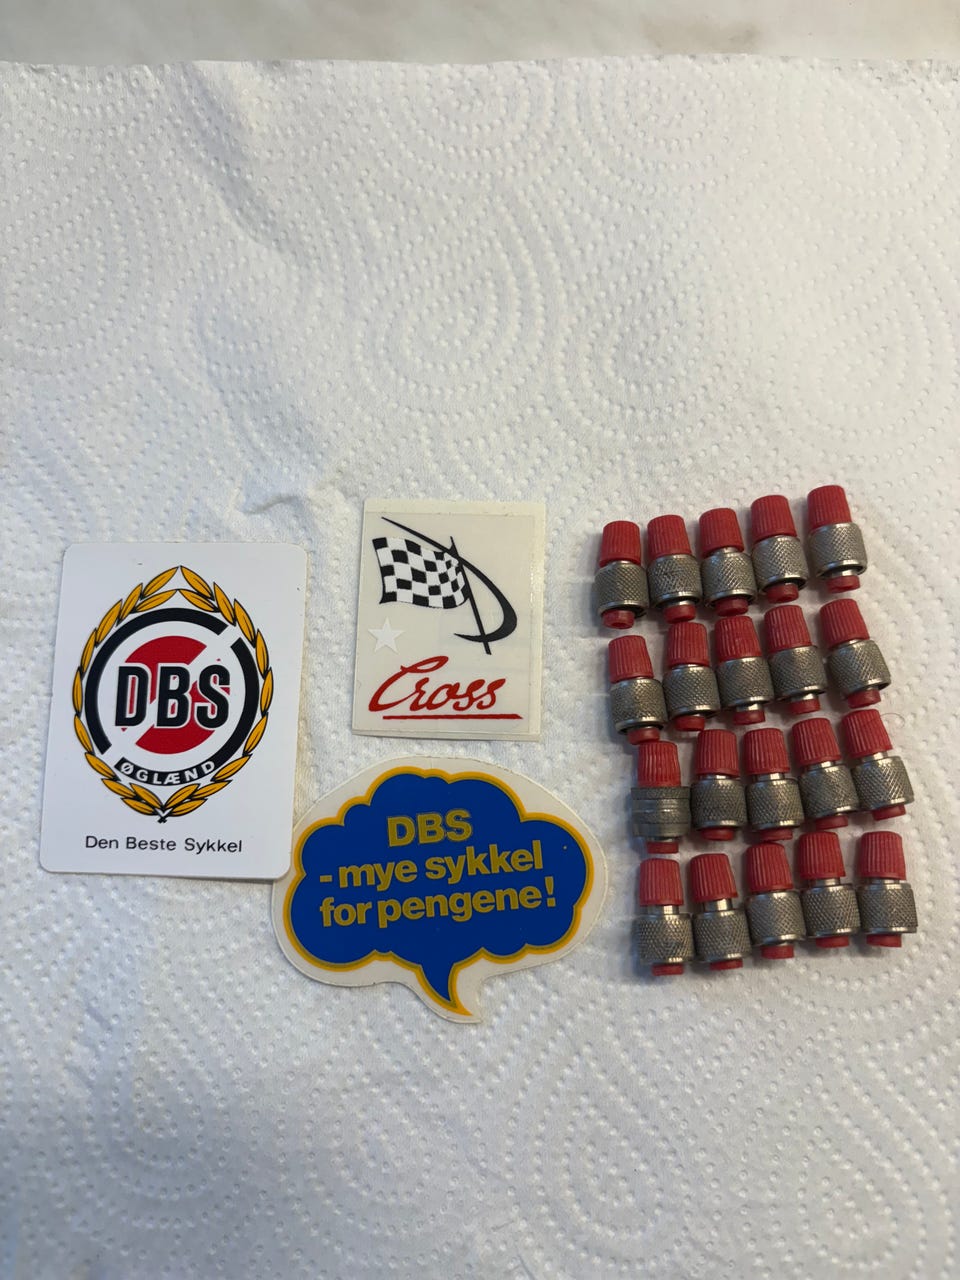 DBS
ØGLÆND
Den Beste Sykkel
Cross
DBS
- mye sykkel
for pengene!